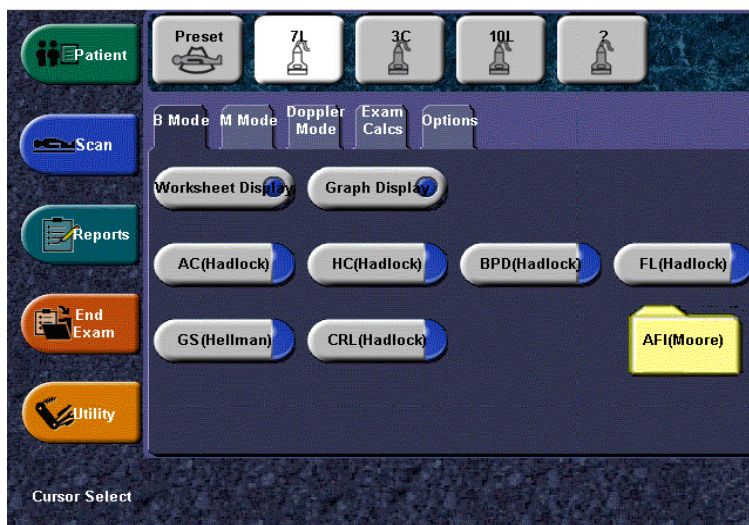 Patient
Preset
7L
3C
10L
?
Scan
B Mode
M Mode
Doppler
Mode
Exam
Calcs
Options
Worksheet Display
Graph Display
Reports
AC(Hadlock)
HC(Hadlock)
BPD(Hadlock)
FL(Hadlock)
End
Exam
GS(Hellman)
CRL(Hadlock)
AFI(Moore)
Utility
Cursor Select